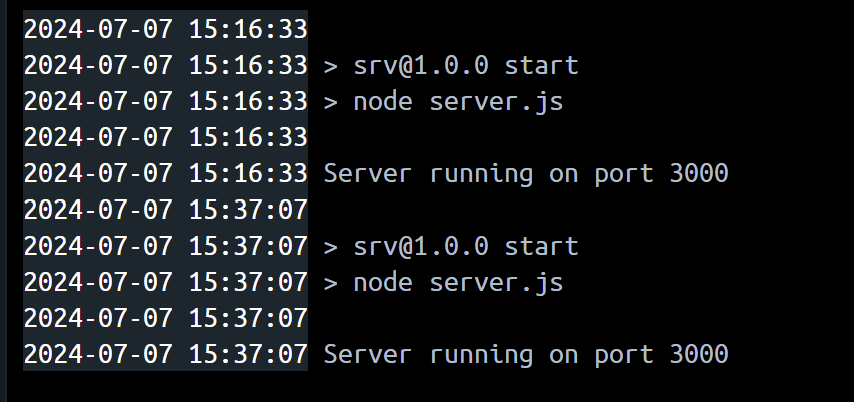 2024-07-07 15:16:33
2024-07-07 15:16:33 > srv@1.0.0 start
2024-07-07 15:16:33 > node server.js
2024-07-07 15:16:33
2024-07-07 15:16:33 Server running on port 3000
2024-07-07 15:37:07
2024-07-07 15:37:07 > srv@1.0.0 start
2024-07-07 15:37:07 > node server.js
2024-07-07 15:37:07
2024-07-07 15:37:07 Server running on port 3000